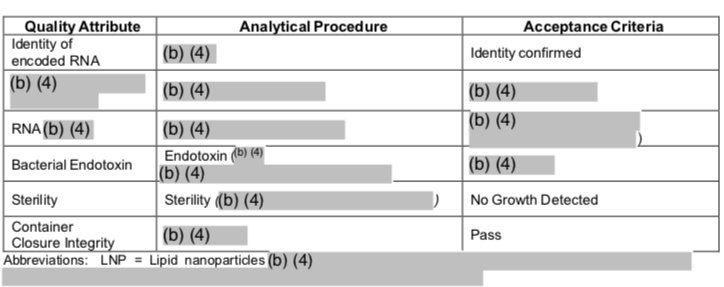 Quality Attribute Analytical Procedure Acceptance Criteria
Identity of
encoded RNA (b) (4) Identity confirmed
(b) (4) (b) (4) (b) (4)
RNA (b) (4) (b) (4) (b) (4) )
Bacterial Endotoxin Endotoxin ((b) (4)
(b) (4) (b) (4)
Sterility Sterility ((b) (4) ) No Growth Detected
Container
Closure Integrity (b) (4) Pass
Abbreviations: LNP = Lipid nanoparticles (b) (4)